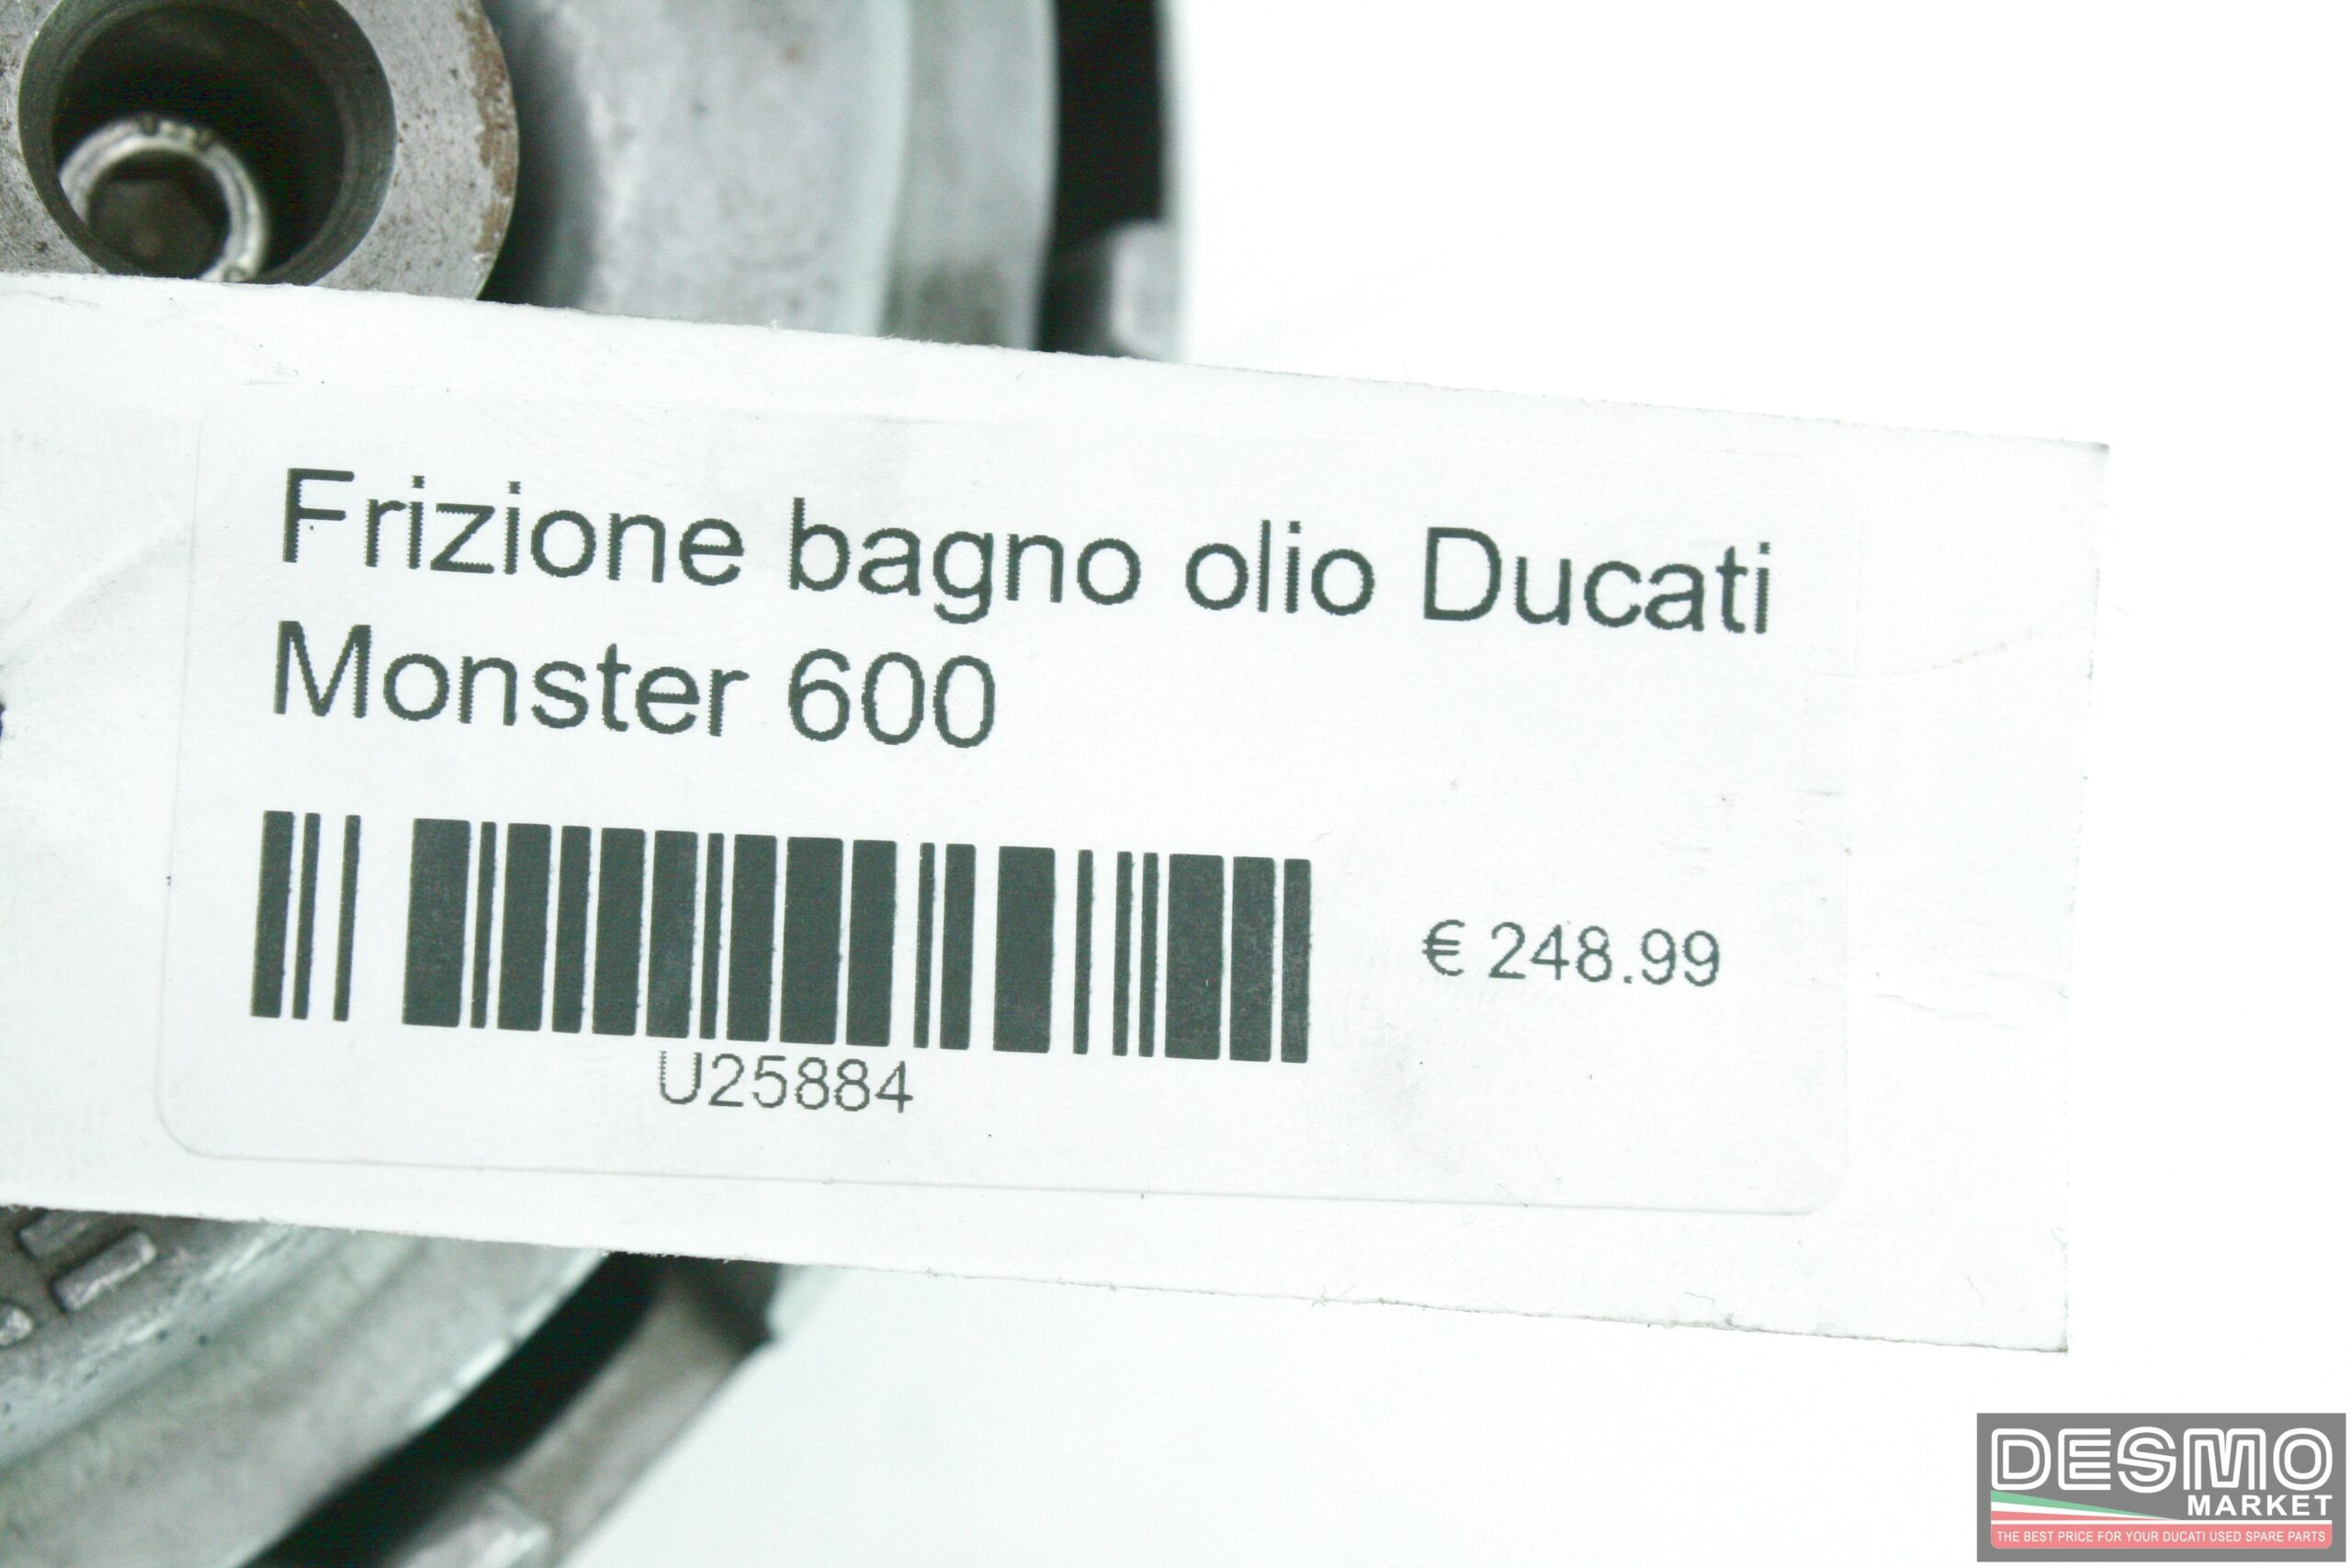 Frizione bagno olio Ducati
Monster 600
€ 248.99
U25884
DESMO
MARKET
THE BEST PRICE FOR YOUR DUCATI USED SPARE PARTS